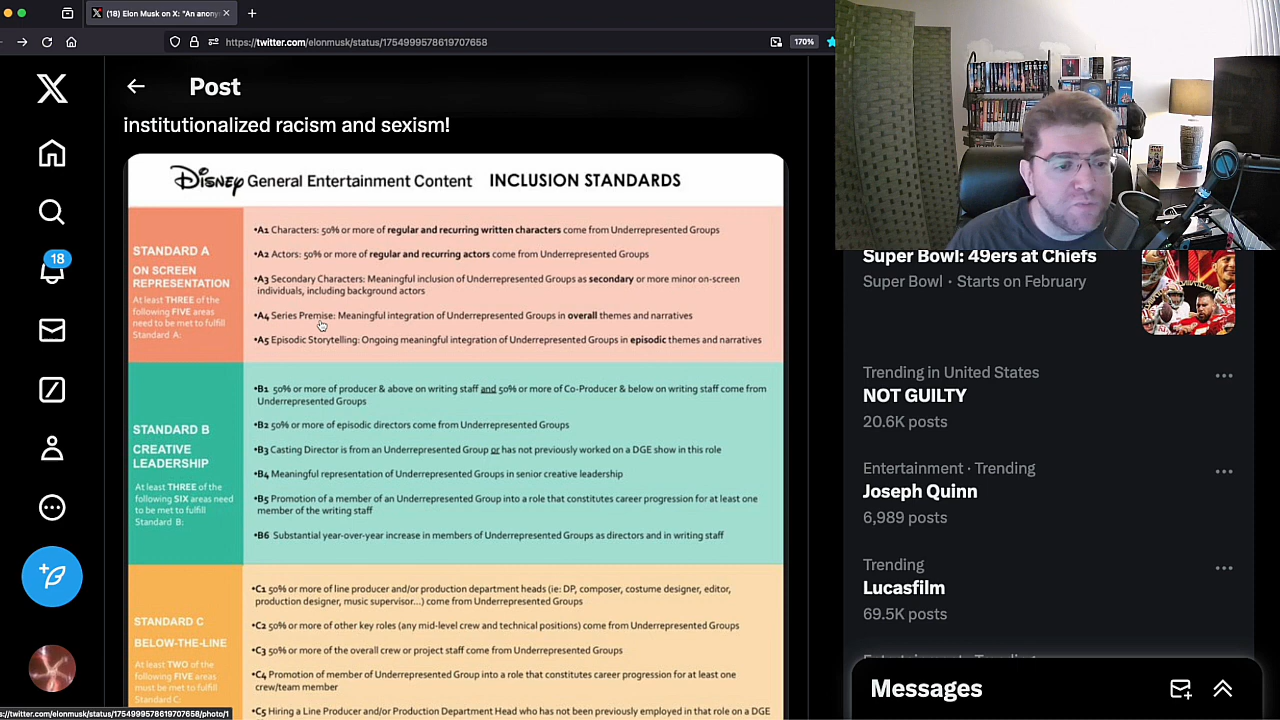 (18) Elon Musk on X: "An anony
https://twitter.com/elonmusk/status/1754999578619707658
170%
Post
institutionalized racism and sexism!
DISNEY General Entertainment Content INCLUSION STANDARDS
STANDARD A
ON SCREEN
REPRESENTATION
At least THREE of the
following FIVE areas
need to be met to fulfill
Standard A:
•A1 Characters: 50% or more of regular and recurring written characters come from Underrepresented Groups
•A2 Actors: 50% or more of regular and recurring actors come from Underrepresented Groups
•A3 Secondary Characters: Meaningful inclusion of Underrepresented Groups as secondary or more minor on-screen
individuals, including background actors
•A4 Series Premise: Meaningful integration of Underrepresented Groups in overall themes and narratives
•A5 Episodic Storytelling: Ongoing meaningful integration of Underrepresented Groups in episodic themes and narratives
STANDARD B
CREATIVE
LEADERSHIP
At least THREE of the
following SIX areas need
to be met to fulfill
Standard B:
•B1 50% or more of producer & above on writing staff and 50% or more of Co-Producer & below on writing staff come from
Underrepresented Groups
•B2 50% or more of episodic directors come from Underrepresented Groups
•B3 Casting Director is from an Underrepresented Group or has not previously worked on a DGE show in this role
•B4 Meaningful representation of Underrepresented Groups in senior creative leadership
•B5 Promotion of a member of an Underrepresented Group into a role that constitutes career progression for at least one
member of the writing staff
•B6 Substantial year-over-year increase in members of Underrepresented Groups as directors and in writing staff
STANDARD C
BELOW-THE-LINE
At least TWO of the
following FIVE areas
must be met to fulfill
Standard C:
•C1 50% or more of line producer and/or production department heads (ie: DP, composer, costume designer, editor,
production designer, music supervisor...) come from Underrepresented Groups
•C2 50% or more of other key roles (any mid-level crew and technical positions) come from Underrepresented Groups
•C3 50% or more of the overall crew or project staff come from Underrepresented Groups
•C4 Promotion of member of Underrepresented Group into a role that constitutes career progression for at least one
crew/team member
•C5 Hiring a Line Producer and/or Production Department Head who has not been previously employed in that role on a DGE
18
Super Bowl: 49ers at Chiefs
Super Bowl · Starts on February
Trending in United States
NOT GUILTY
20.6K posts
Entertainment · Trending
Joseph Quinn
6,989 posts
Trending
Lucasfilm
69.5K posts
Messages
s://twitter.com/elonmusk/status/1754999578619707658/photo/1